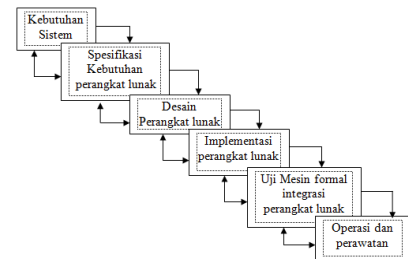 Kebutuhan
Sistem
Spesifikasi
Kebutuhan
perangkat lunak
Desain
Perangkat lunak
Implementasi
perangkat lunak
Uji Mesin formal
integrasi
perangkat lunak
Operasi dan
perawatan